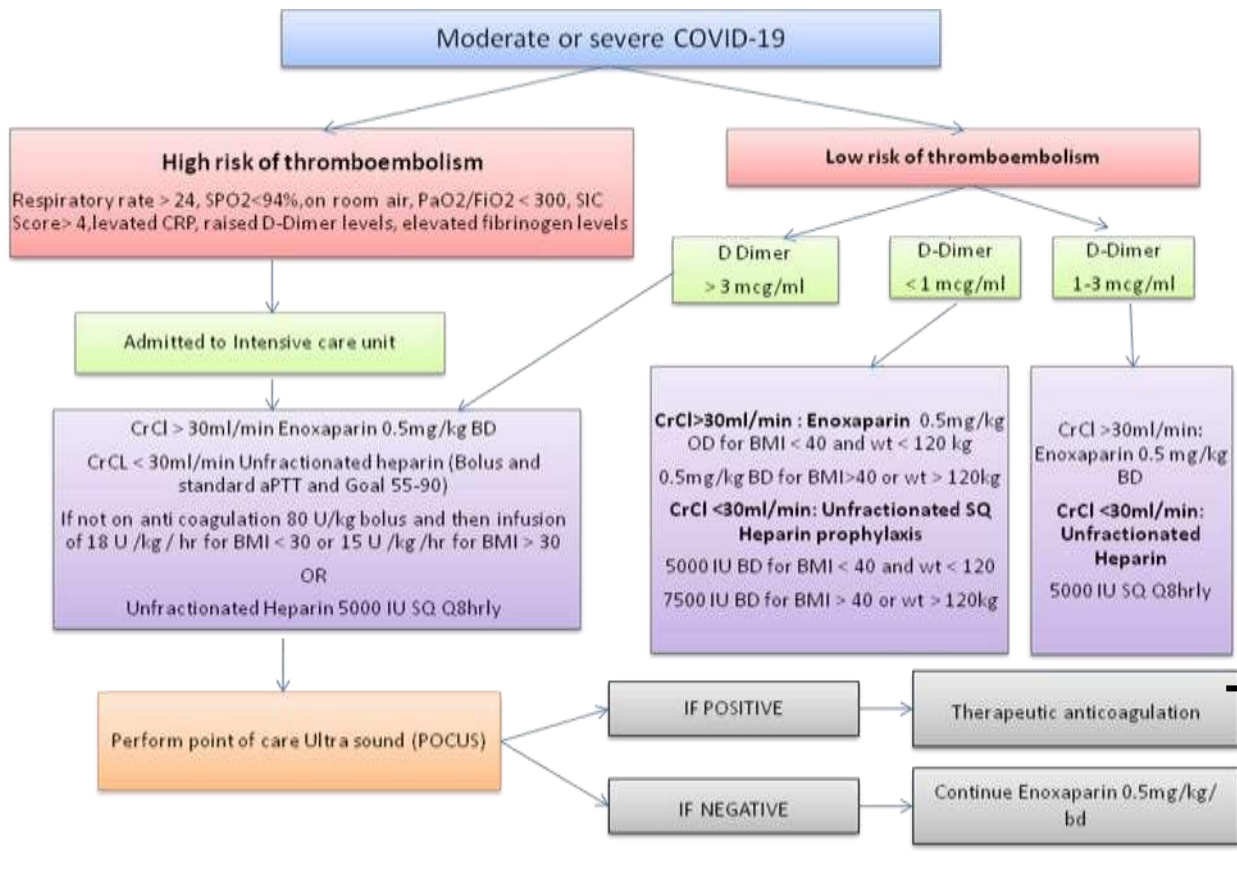 Moderate or severe COVID-19
High risk of thromboembolism
Respiratory rate > 24, SPO2<94%,on room air, PaO2/FiO2 < 300, SIC
Score> 4,levated CRP, raised D-Dimer levels, elevated fibrinogen levels
Low risk of thromboembolism
D Dimer
> 3 mcg/ml
D-Dimer
< 1 mcg/ml
D-Dimer
1-3 mcg/ml
Admitted to Intensive care unit
CrCl > 30ml/min Enoxaparin 0.5mg/kg BD
CrCL < 30ml/min Unfractionated heparin (Bolus and
standard aPTT and Goal 55-90)
If not on anti coagulation 80 U/kg bolus and then infusion
of 18 U /kg / hr for BMI < 30 or 15 U /kg /hr for BMI > 30
OR
Unfractionated Heparin 5000 IU SQ Q8hrly
CrCl>30ml/min : Enoxaparin 0.5mg/kg
OD for BMI < 40 and wt < 120 kg
0.5mg/kg BD for BMI>40 or wt > 120kg
CrCl <30ml/min: Unfractionated SQ
Heparin prophylaxis
5000 IU BD for BMI < 40 and wt < 120
7500 IU BD for BMI > 40 or wt > 120kg
CrCl >30ml/min:
Enoxaparin 0.5 mg/kg
BD
CrCl <30ml/min:
Unfractionated
Heparin
5000 IU SQ Q8hrly
Perform point of care Ultra sound (POCUS)
IF POSITIVE
Therapeutic anticoagulation
IF NEGATIVE
Continue Enoxaparin 0.5mg/kg/
bd